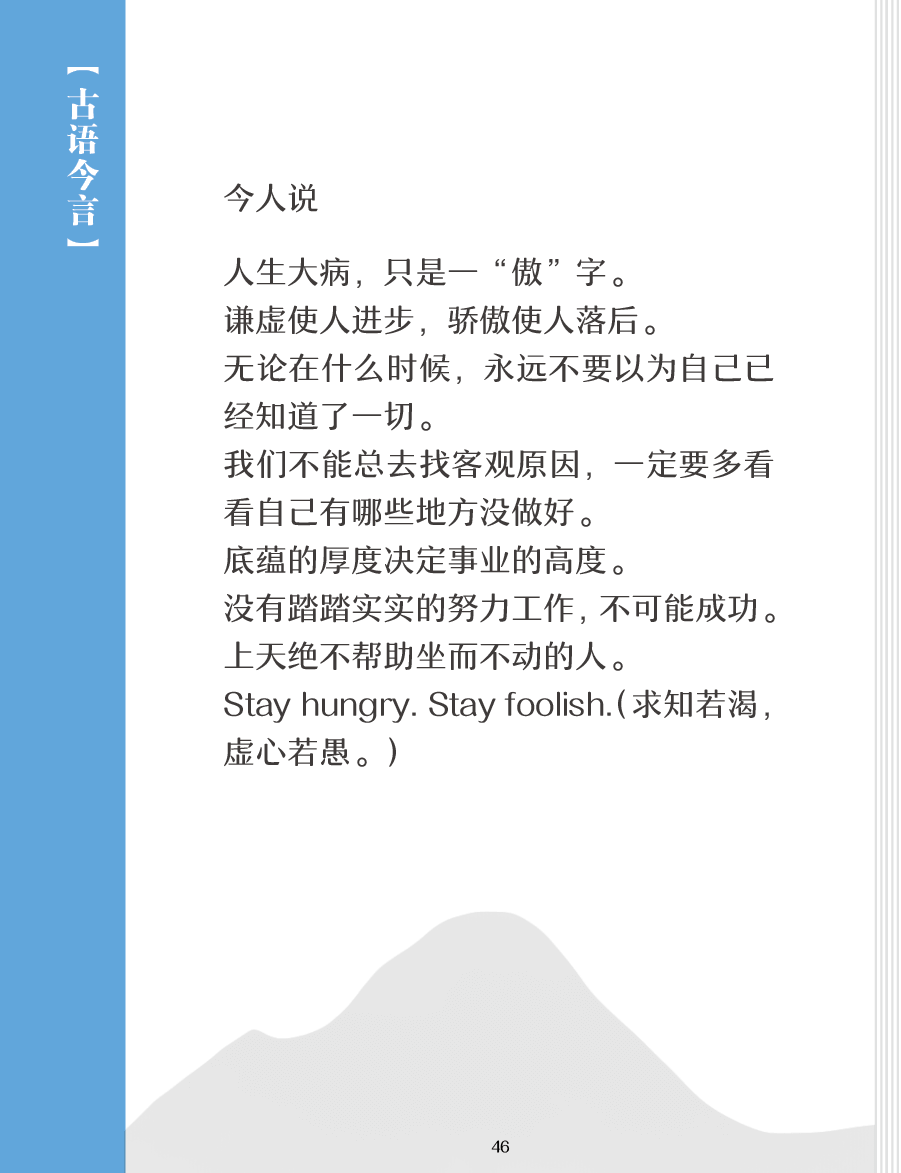 【古语今言】
今人说
人生大病，只是一“傲”字。
谦虚使人进步，骄傲使人落后。
无论在什么时候，永远不要以为自己已
经知道了一切。
我们不能总去找客观原因，一定要多看
看自己有哪些地方没做好。
底蕴的厚度决定事业的高度。
没有踏踏实实的努力工作，不可能成功。
上天绝不帮助坐而不动的人。
Stay hungry. Stay foolish.（求知若渴，
虚心若愚。）
46